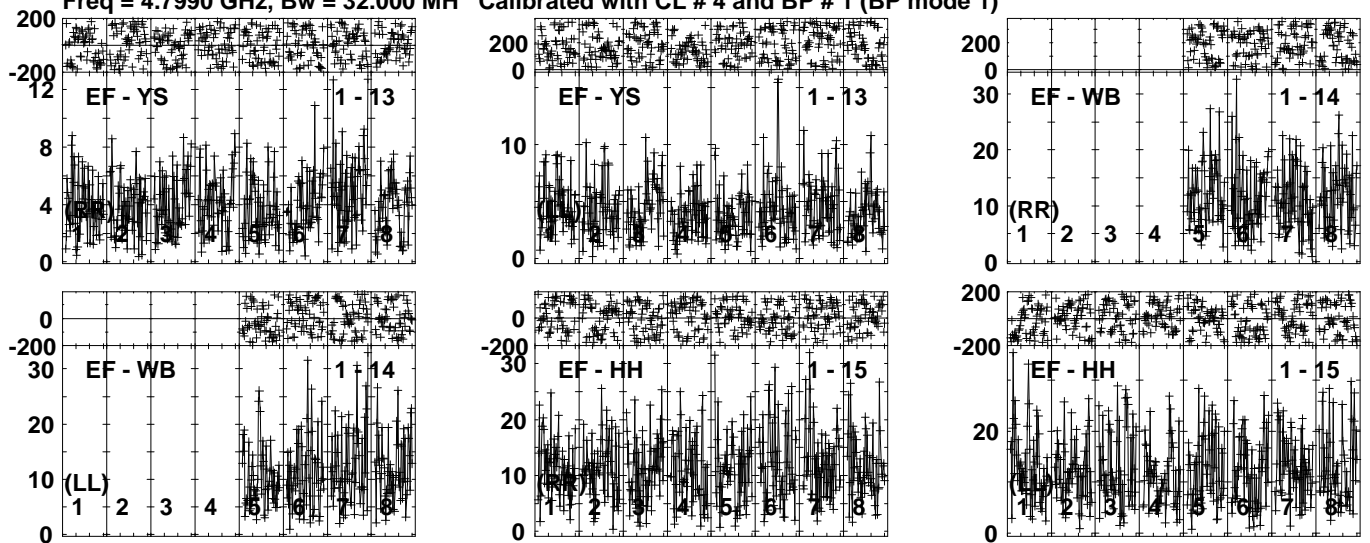 Freq = 4.7990 GHz, Bw = 32.000 MH Calibrated with CL # 4 and BP # 1 (BP mode 1)
200
-200
12
8
4
0
EF - YS 1 - 13
(RR)
1 2 3 4 5 6 7 8
200
0
10
0
EF - YS 1 - 13
(LL)
1 2 3 4 5 6 7 8
200
0
30
20
10
0
EF - WB 1 - 14
(RR)
1 2 3 4 5 6 7 8
0
-200
30
20
10
0
EF - WB 1 - 14
(LL)
1 2 3 4 5 6 7 8
0
-200
30
20
10
0
EF - HH 1 - 15
(RR)
1 2 3 4 5 6 7 8
200
0
-200
20
0
EF - HH 1 - 15
(LL)
1 2 3 4 5 6 7 8